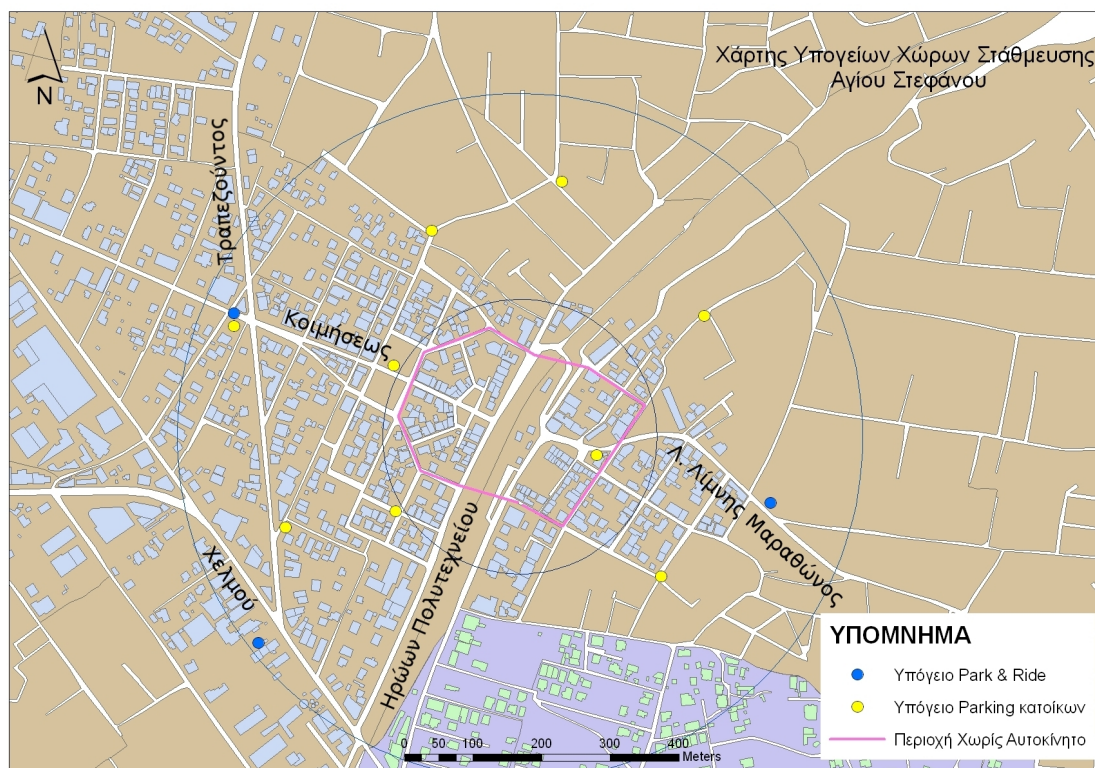 Χάρτης Υπογείων Χώρων Στάθμευσης
Αγίου Στεφάνου
N
Τραπεζούντος
Κοιμήσεως
Λ. Λίμνης Μαραθώνος
Ηρώων Πολυτεχνείου
Χελμού
ΥΠΟΜΝΗΜΑ
Υπόγειο Park & Ride
Υπόγειο Parking κατοίκων
Περιοχή Χωρίς Αυτοκίνητο
0 50 100 200 300 400
Meters